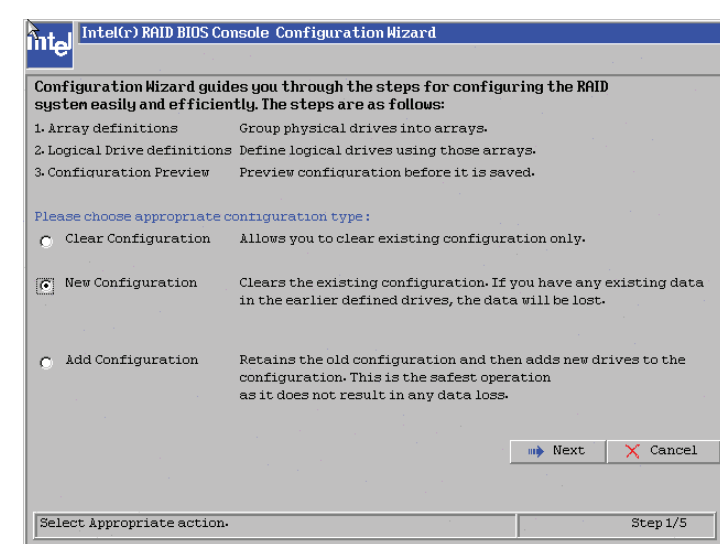 intel
Intel(r) RAID BIOS Console Configuration Wizard
Configuration Wizard guides you through the steps for configuring the RAID
system easily and efficiently. The steps are as follows:
1. Array definitions Group physical drives into arrays.
2. Logical Drive definitions Define logical drives using those arrays.
3. Configuration Preview Preview configuration before it is saved.
Please choose appropriate configuration type:
Clear Configuration Allows you to clear existing configuration only.
New Configuration Clears the existing configuration. If you have any existing data
in the earlier defined drives, the data will be lost.
Add Configuration Retains the old configuration and then adds new drives to the
configuration. This is the safest operation
as it does not result in any data loss.
Next Cancel
Select Appropriate action. Step 1/5